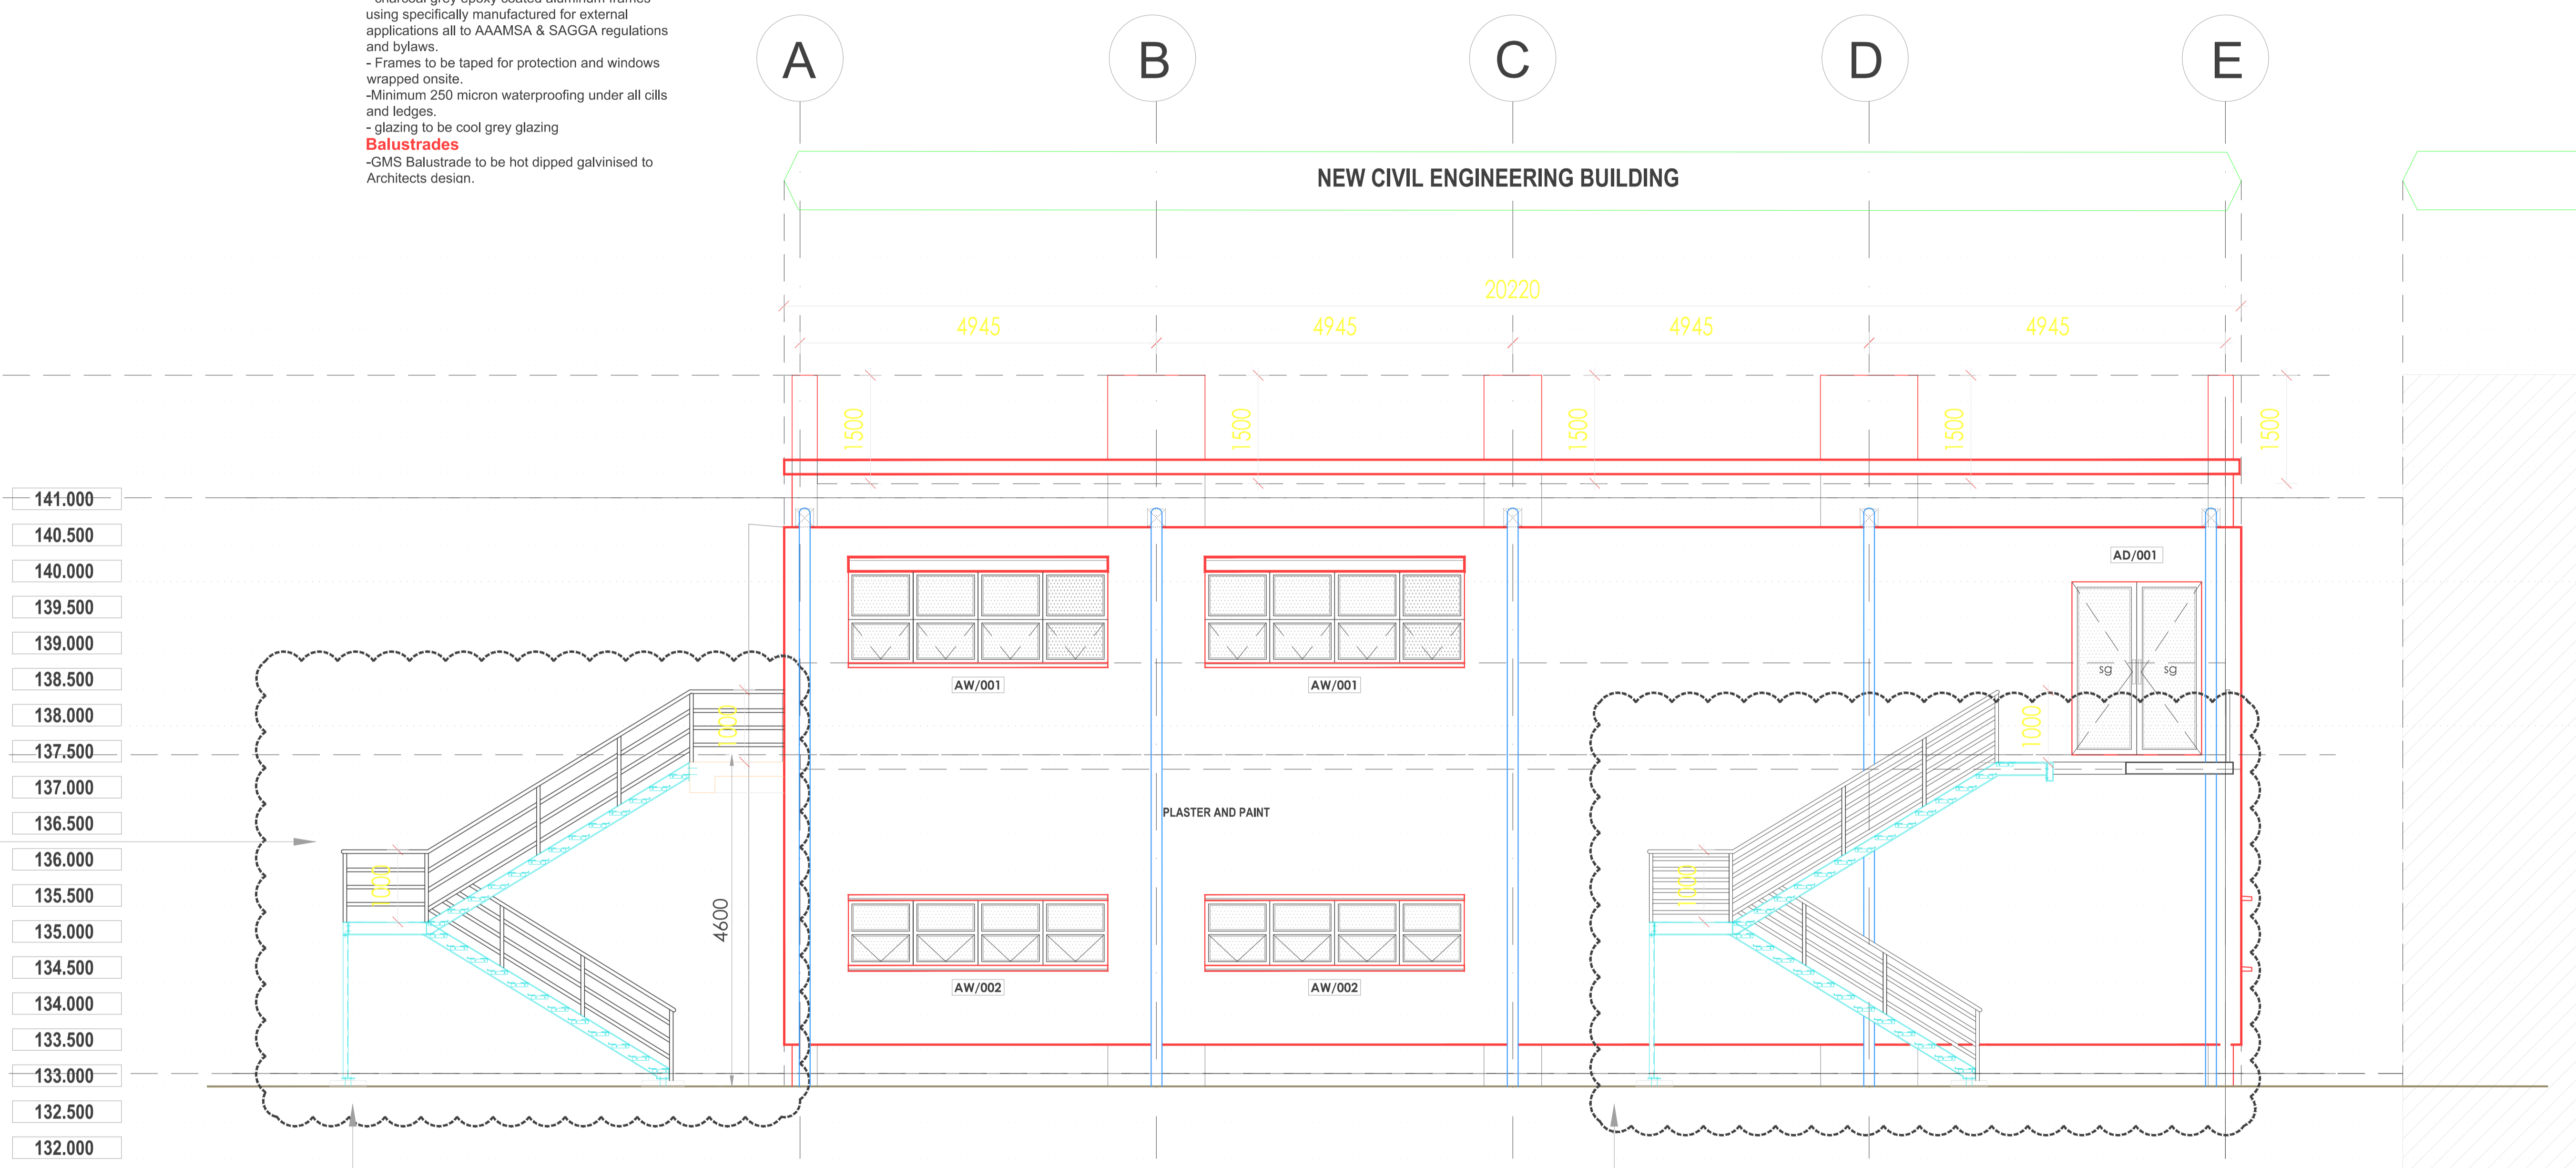 - charcoal grey epoxy coated aluminum frames
using specifically manufactured for external
applications all to AAAMSA & SAGGA regulations
and bylaws.
- Frames to be taped for protection and windows
wrapped onsite.
-Minimum 250 micron waterproofing under all cills
and ledges.
- glazing to be cool grey glazing
Balustrades
-GMS Balustrade to be hot dipped galvinised to
Architects design.
A B C D E
NEW CIVIL ENGINEERING BUILDING
20220
4945 4945 4945 4945
1500 1500 1500 1500 1500
141.000
140.500
140.000
139.500
139.000
138.500
138.000
137.500
137.000
136.500
136.000
135.500
135.000
134.500
134.000
133.500
133.000
132.500
132.000
AD/001
sg sg
AW/001 AW/001
1000 1000
PLASTER AND PAINT
1000 1000
4600
AW/002 AW/002